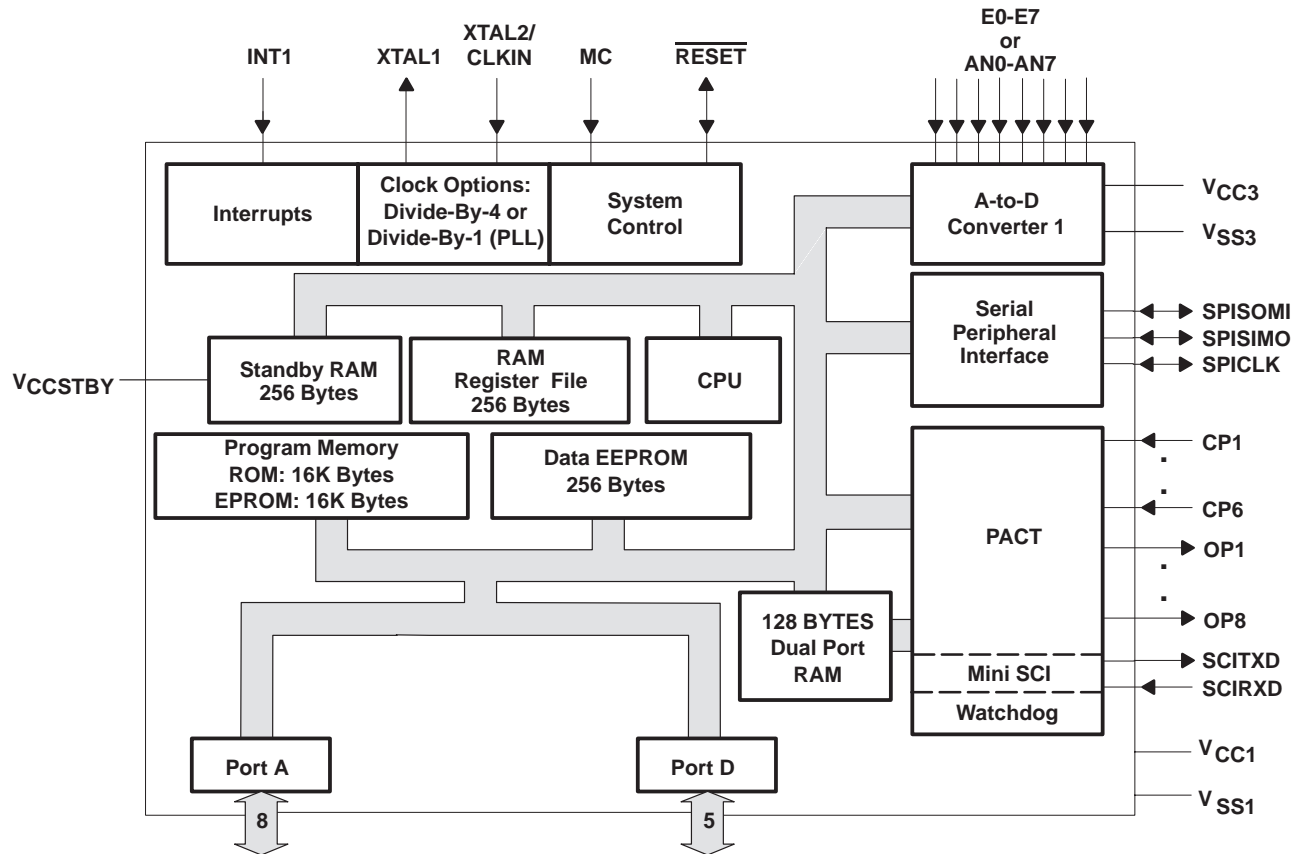 E0-E7
or
AN0-AN7
INT1
XTAL1
XTAL2/
CLKIN
MC
RESET
Interrupts
Clock Options:
Divide-By-4 or
Divide-By-1 (PLL)
System
Control
A-to-D
Converter 1
VCC3
VSS3
Serial
Peripheral
Interface
SPISOMI
SPISIMO
SPICLK
VCCSTBY
Standby RAM
256 Bytes
RAM
Register File
256 Bytes
CPU
Program Memory
ROM: 16K Bytes
EPROM: 16K Bytes
Data EEPROM
256 Bytes
PACT
CP1
CP6
OP1
OP8
128 BYTES
Dual Port
RAM
Mini SCI
Watchdog
SCITXD
SCIRXD
Port A
Port D
VCC1
VSS1
8
5